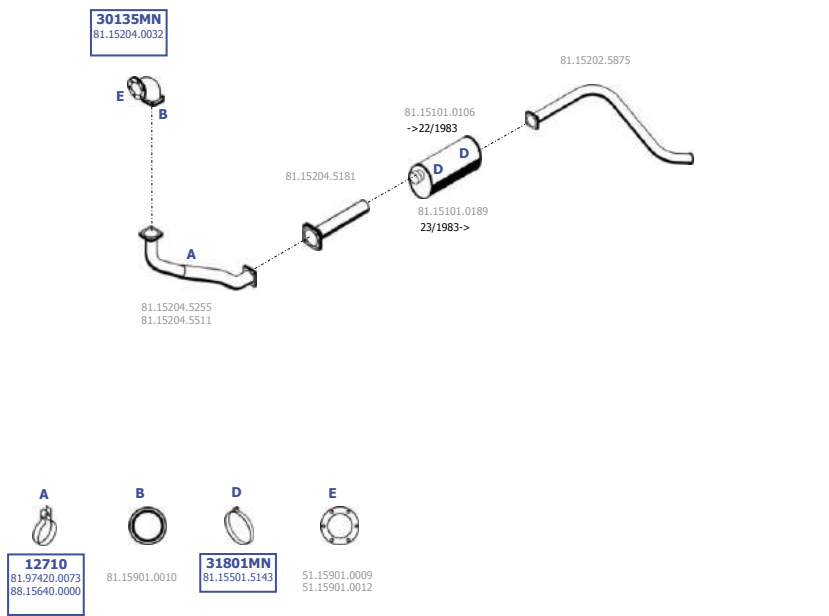 30135MN
81.15204.0032
E
B
81.15202.5875
81.15101.0106
->22/1983
D
D
81.15204.5181
81.15101.0189
23/1983->
A
81.15204.5255
81.15204.5511
A
B
D
E
12710
81.97420.0073
88.15640.0000
81.15901.0010
31801MN
81.15501.5143
51.15901.0009
51.15901.0012